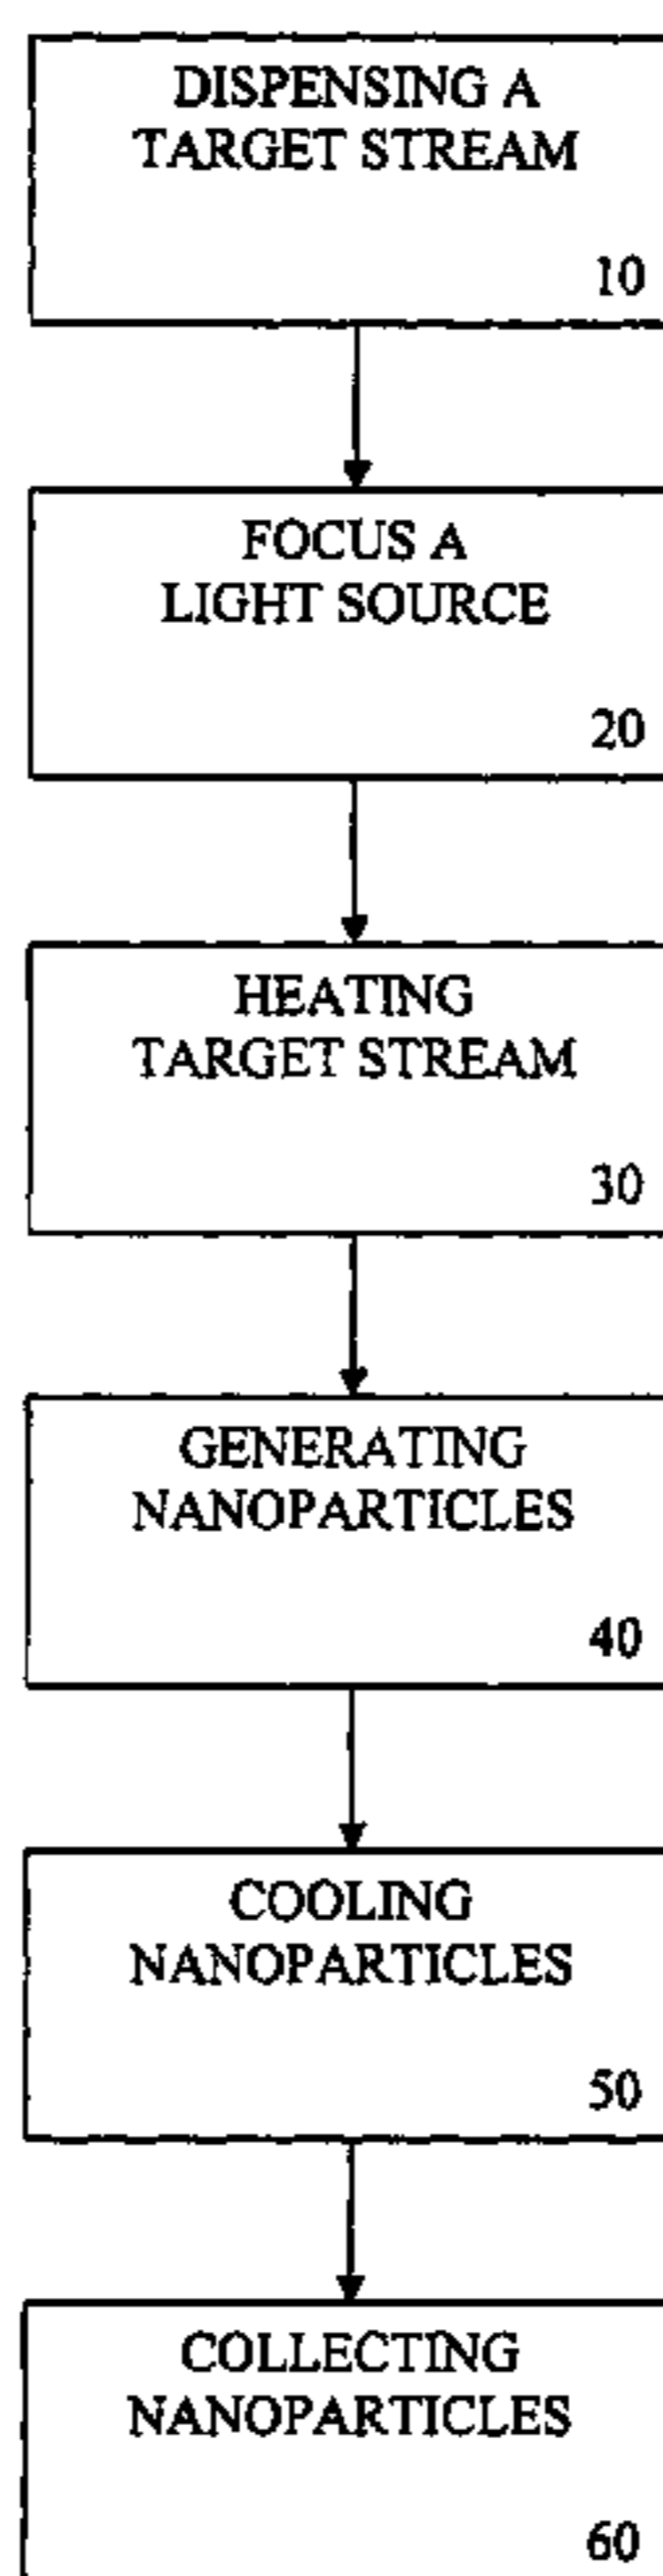 DISPENSING A
TARGET STREAM
10
FOCUS A
LIGHT SOURCE
20
HEATING
TARGET STREAM
30
GENERATING
NANOPARTICLES
40
COOLING
NANOPARTICLES
50
COLLECTING
NANOPARTICLES
60